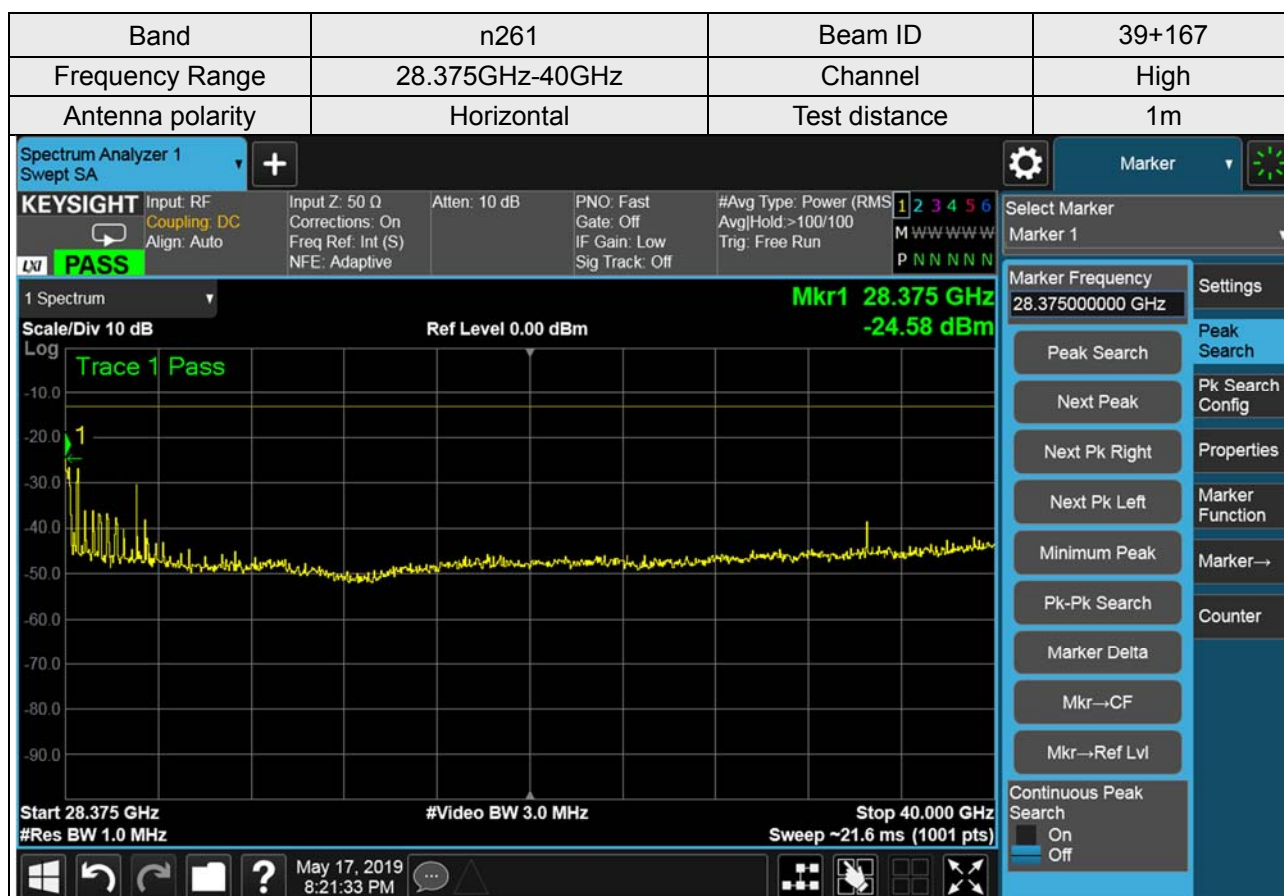 Band n261 Beam ID 39+167
Frequency Range 28.375GHz-40GHz Channel High
Antenna polarity Horizontal Test distance 1m
Spectrum Analyzer 1
Swept SA
+
Marker
KEYSIGHT
LXI PASS
Input: RF
Coupling: DC
Align: Auto
Input Z: 50 Ω
Corrections: On
Freq Ref: Int (S)
NFE: Adaptive
Atten: 10 dB
PNO: Fast
Gate: Off
IF Gain: Low
Sig Track: Off
#Avg Type: Power (RMS
Avg|Hold:>100/100
Trig: Free Run
1 2 3 4 5 6
M W W W W W
P N N N N N
Select Marker
Marker 1
1 Spectrum
Mkr1 28.375 GHz
Scale/Div 10 dB Ref Level 0.00 dBm -24.58 dBm
Log
Trace 1 Pass
-10.0
-20.0
1
-30.0
-40.0
-50.0
-60.0
-70.0
-80.0
-90.0
Start 28.375 GHz #Video BW 3.0 MHz Stop 40.000 GHz
#Res BW 1.0 MHz Sweep ~21.6 ms (1001 pts)
Marker Frequency
28.375000000 GHz
Peak Search
Next Peak
Next Pk Right
Next Pk Left
Minimum Peak
Pk-Pk Search
Marker Delta
Mkr→CF
Mkr→Ref Lvl
Continuous Peak
Search
On
Off
Settings
Peak
Search
Pk Search
Config
Properties
Marker
Function
Marker→
Counter
?
May 17, 2019
8:21:33 PM